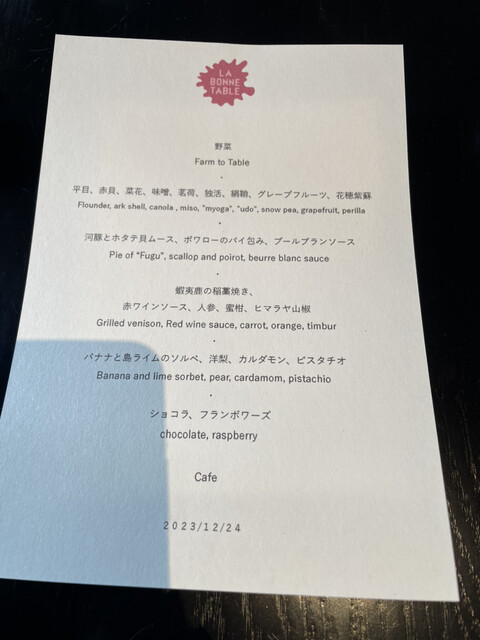 LA
BONNE
TABLE
野菜
Farm to Table
・
平目、赤貝、菜花、味噌、茗荷、独活、絹鞘、グレープフルーツ、花穂紫蘇
Flounder, ark shell, canola , miso, "myoga", "udo", snow pea, grapefruit, perilla
・
河豚とホタテ貝ムース、ポワローのパイ包み、ブールブランソース
Pie of "Fugu", scallop and poirot, beurre blanc sauce
・
蝦夷鹿の稲藁焼き、
赤ワインソース、人参、蜜柑、ヒマラヤ山椒
Grilled venison, Red wine sauce, carrot, orange, timbur
・
バナナと島ライムのソルベ、洋梨、カルダモン、ピスタチオ
Banana and lime sorbet, pear, cardamom, pistachio
・
ショコラ、フランボワーズ
chocolate, raspberry
Cafe
2023/12/24